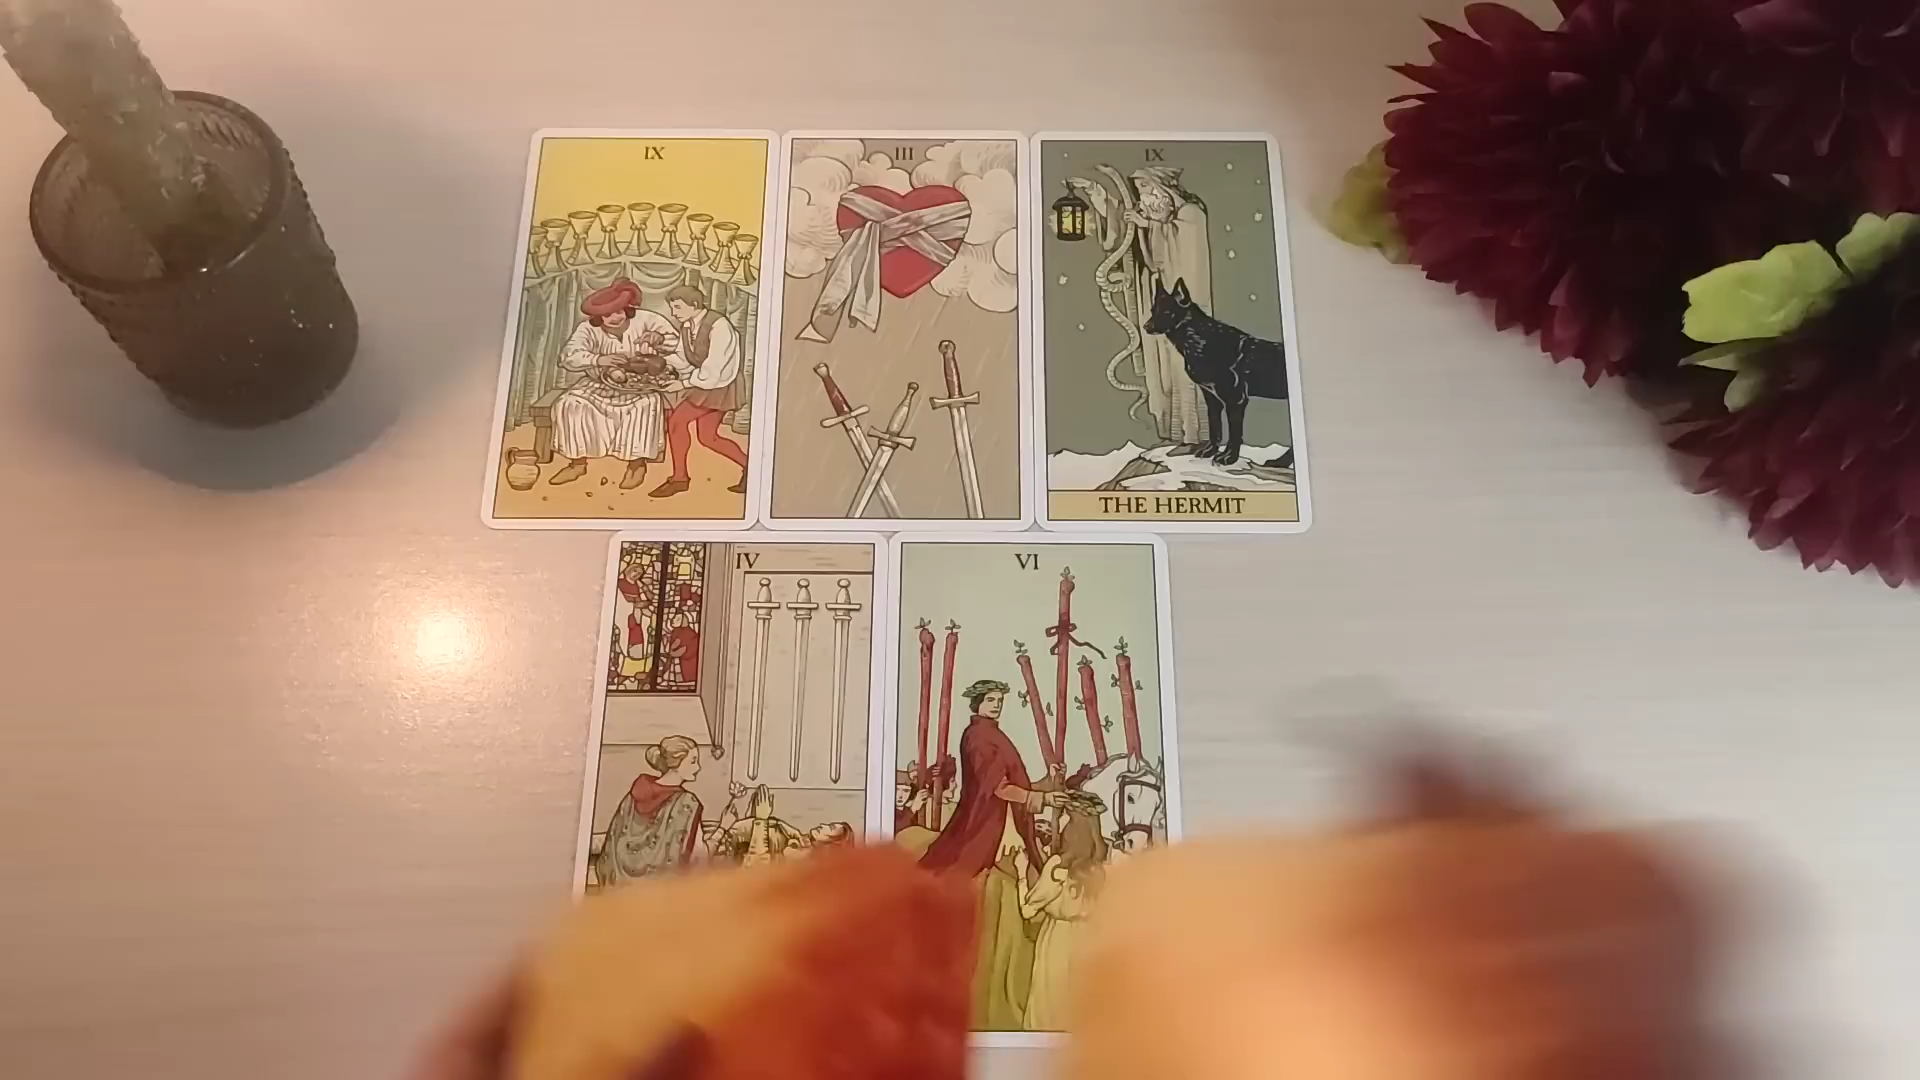 IX
III
IX
THE HERMIT
IV
VI